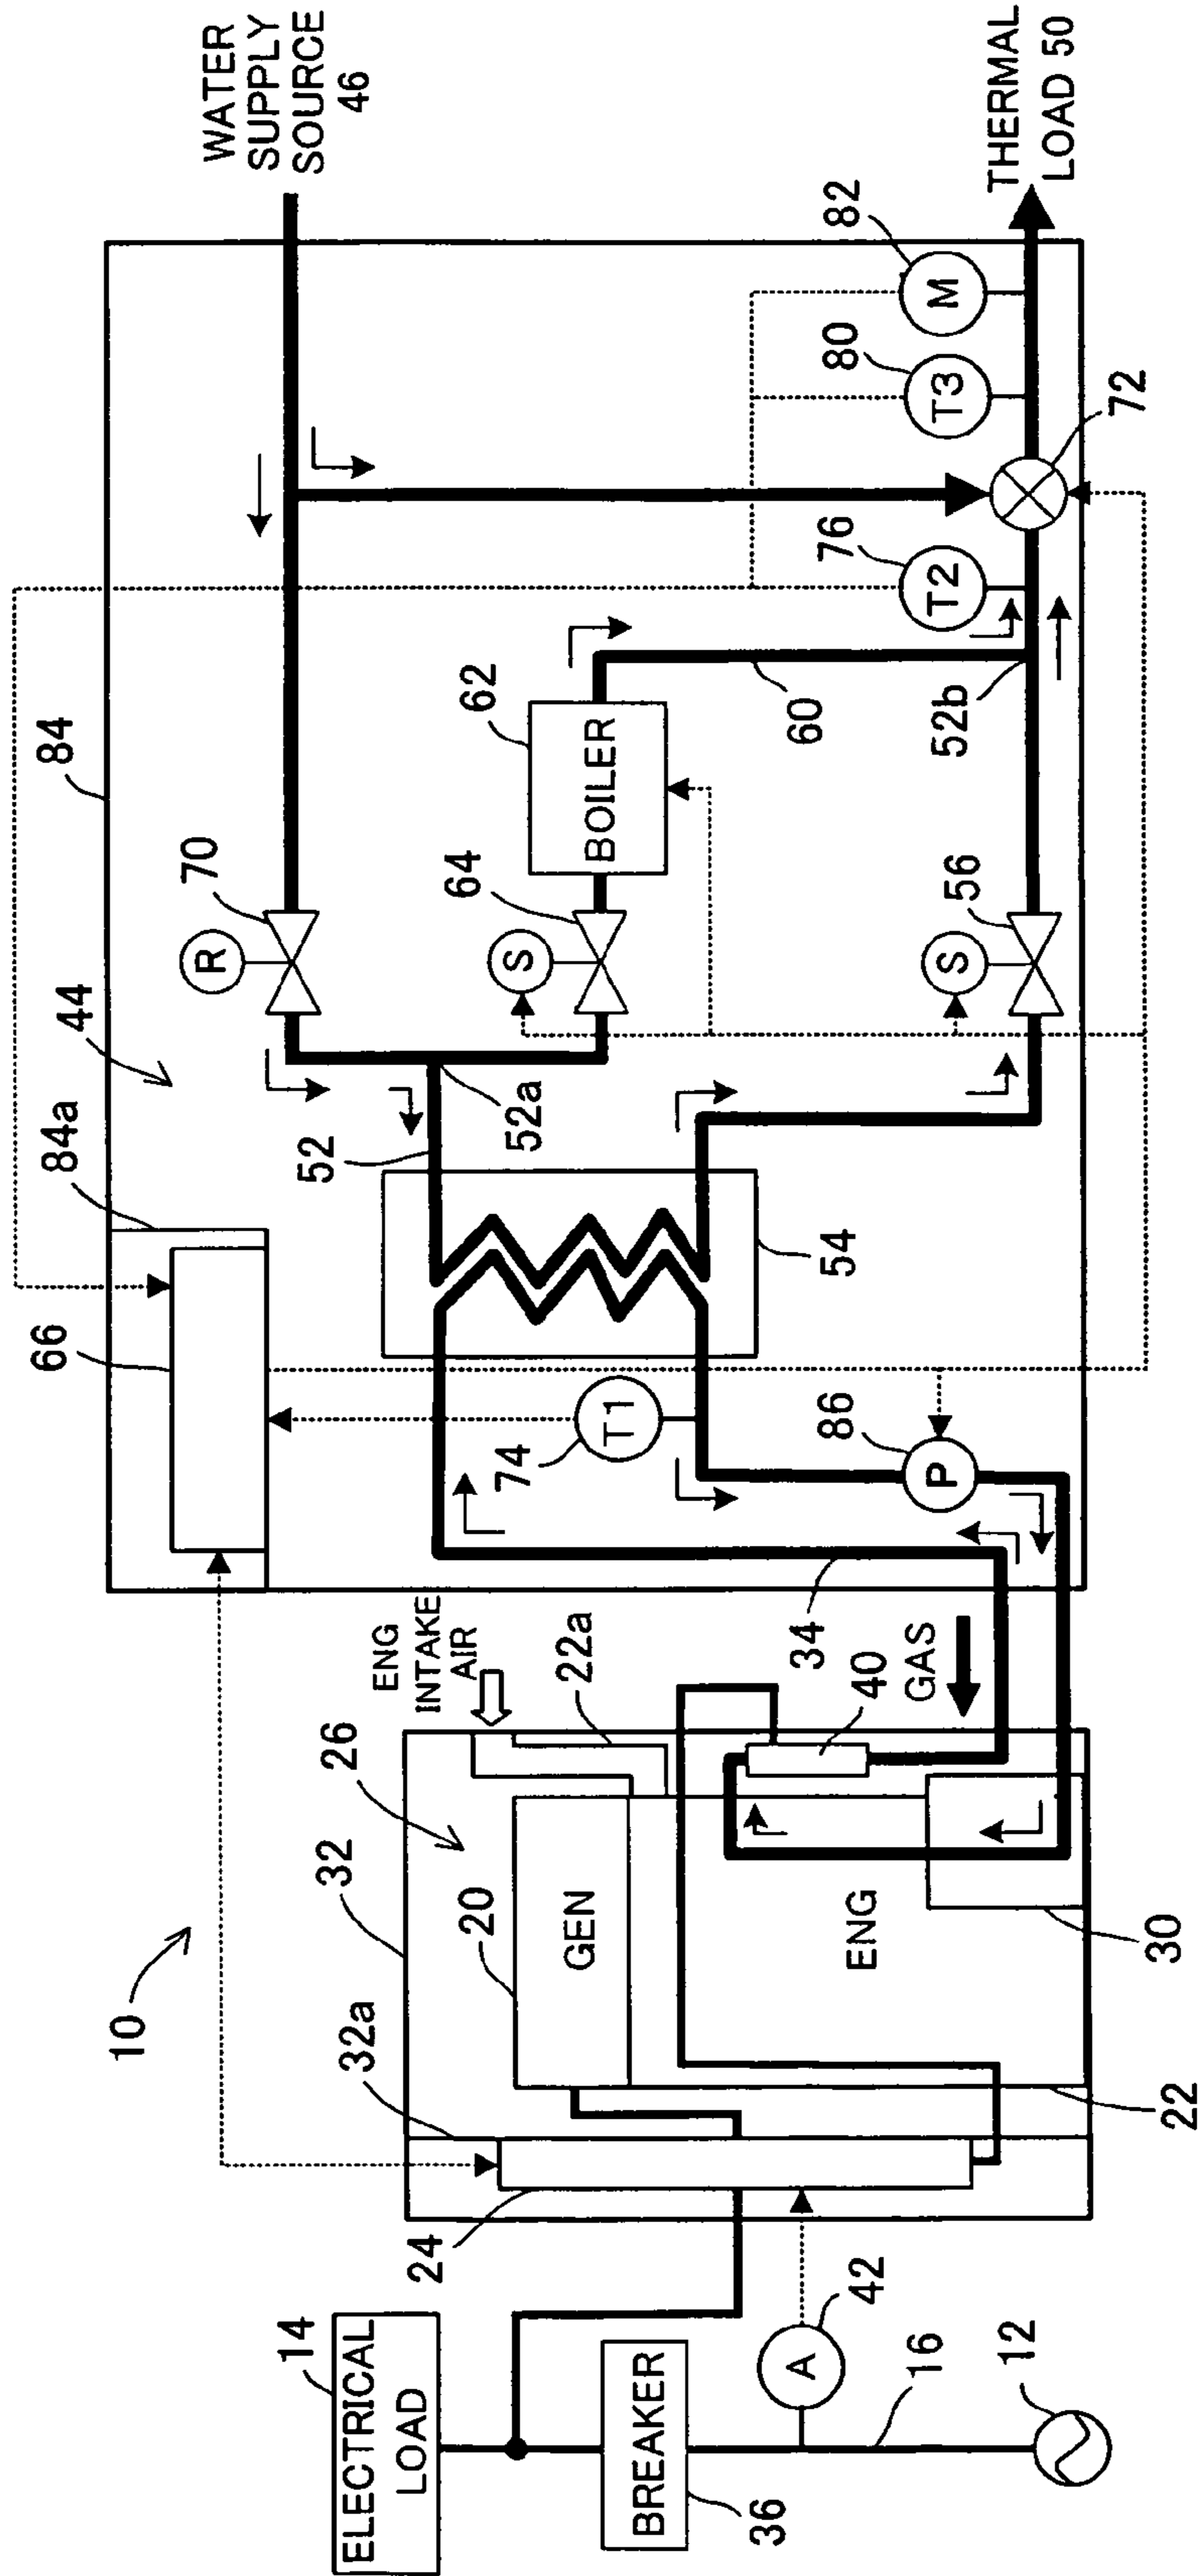 WATER
SUPPLY
SOURCE
46
THERMAL
LOAD 50
84
82
M
80
T3
72
76
T2
62
BOILER
60
52b
70
R
64
S
56
S
44
84a
52
52a
54
66
74
T1
86
P
34
GAS
ENG
INTAKE
AIR
22a
40
26
32
20
GEN
ENG
30
10
32a
22
24
14
ELECTRICAL
LOAD
BREAKER
36
42
A
16
12